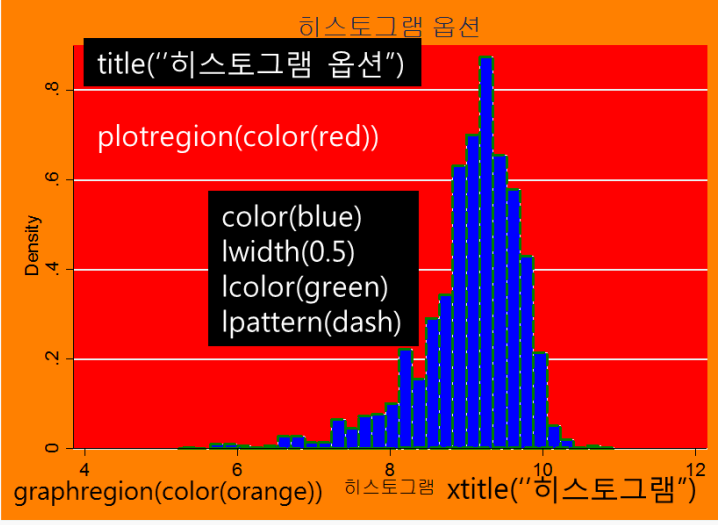 히스토그램 옵션
title(‘‘히스토그램 옵션”)
plotregion(color(red))
color(blue)
lwidth(0.5)
lcolor(green)
lpattern(dash)
Density
.8
.6
.4
.2
0
4 6 8 10 12
graphregion(color(orange)) 히스토그램 xtitle(‘‘히스토그램”)